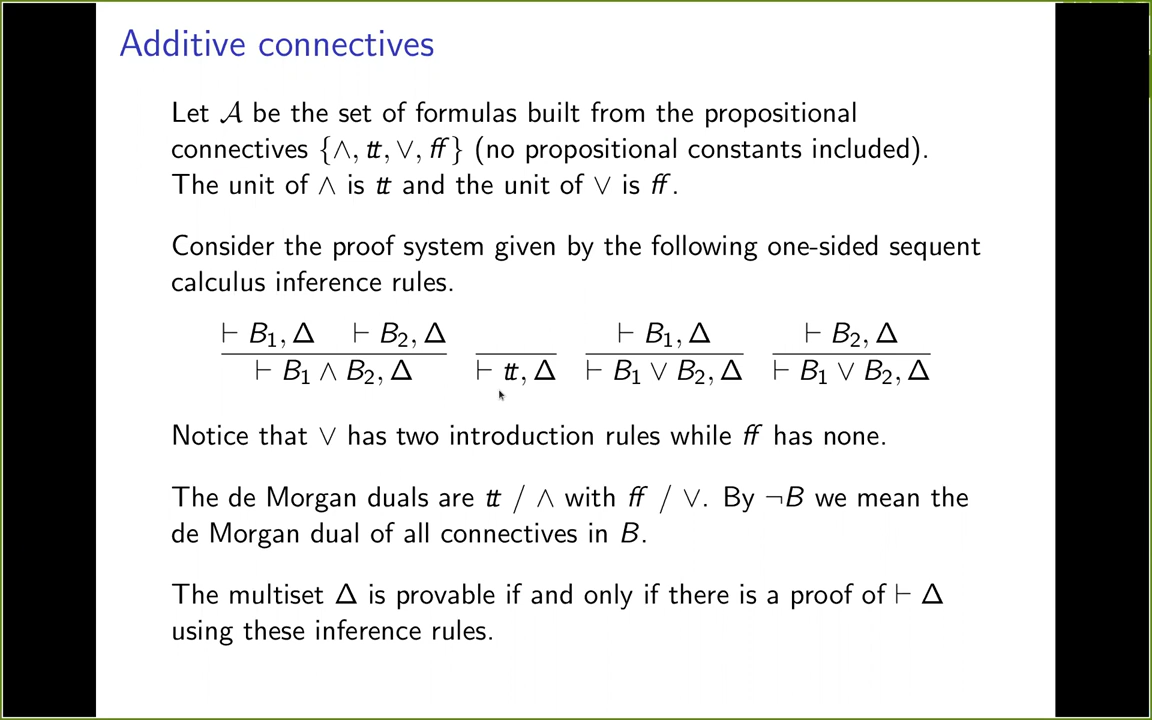 Additive connectives
Let 𝒜 be the set of formulas built from the propositional
connectives {∧, tt, ∨, ff} (no propositional constants included).
The unit of ∧ is tt and the unit of ∨ is ff.
Consider the proof system given by the following one-sided sequent
calculus inference rules.
⊢ B₁, Δ ⊢ B₂, Δ ⊢ B₁, Δ ⊢ B₂, Δ
⊢ B₁ ∧ B₂, Δ ⊢ tt, Δ ⊢ B₁ ∨ B₂, Δ ⊢ B₁ ∨ B₂, Δ
Notice that ∨ has two introduction rules while ff has none.
The de Morgan duals are tt / ∧ with ff / ∨. By ¬B we mean the
de Morgan dual of all connectives in B.
The multiset Δ is provable if and only if there is a proof of ⊢ Δ
using these inference rules.